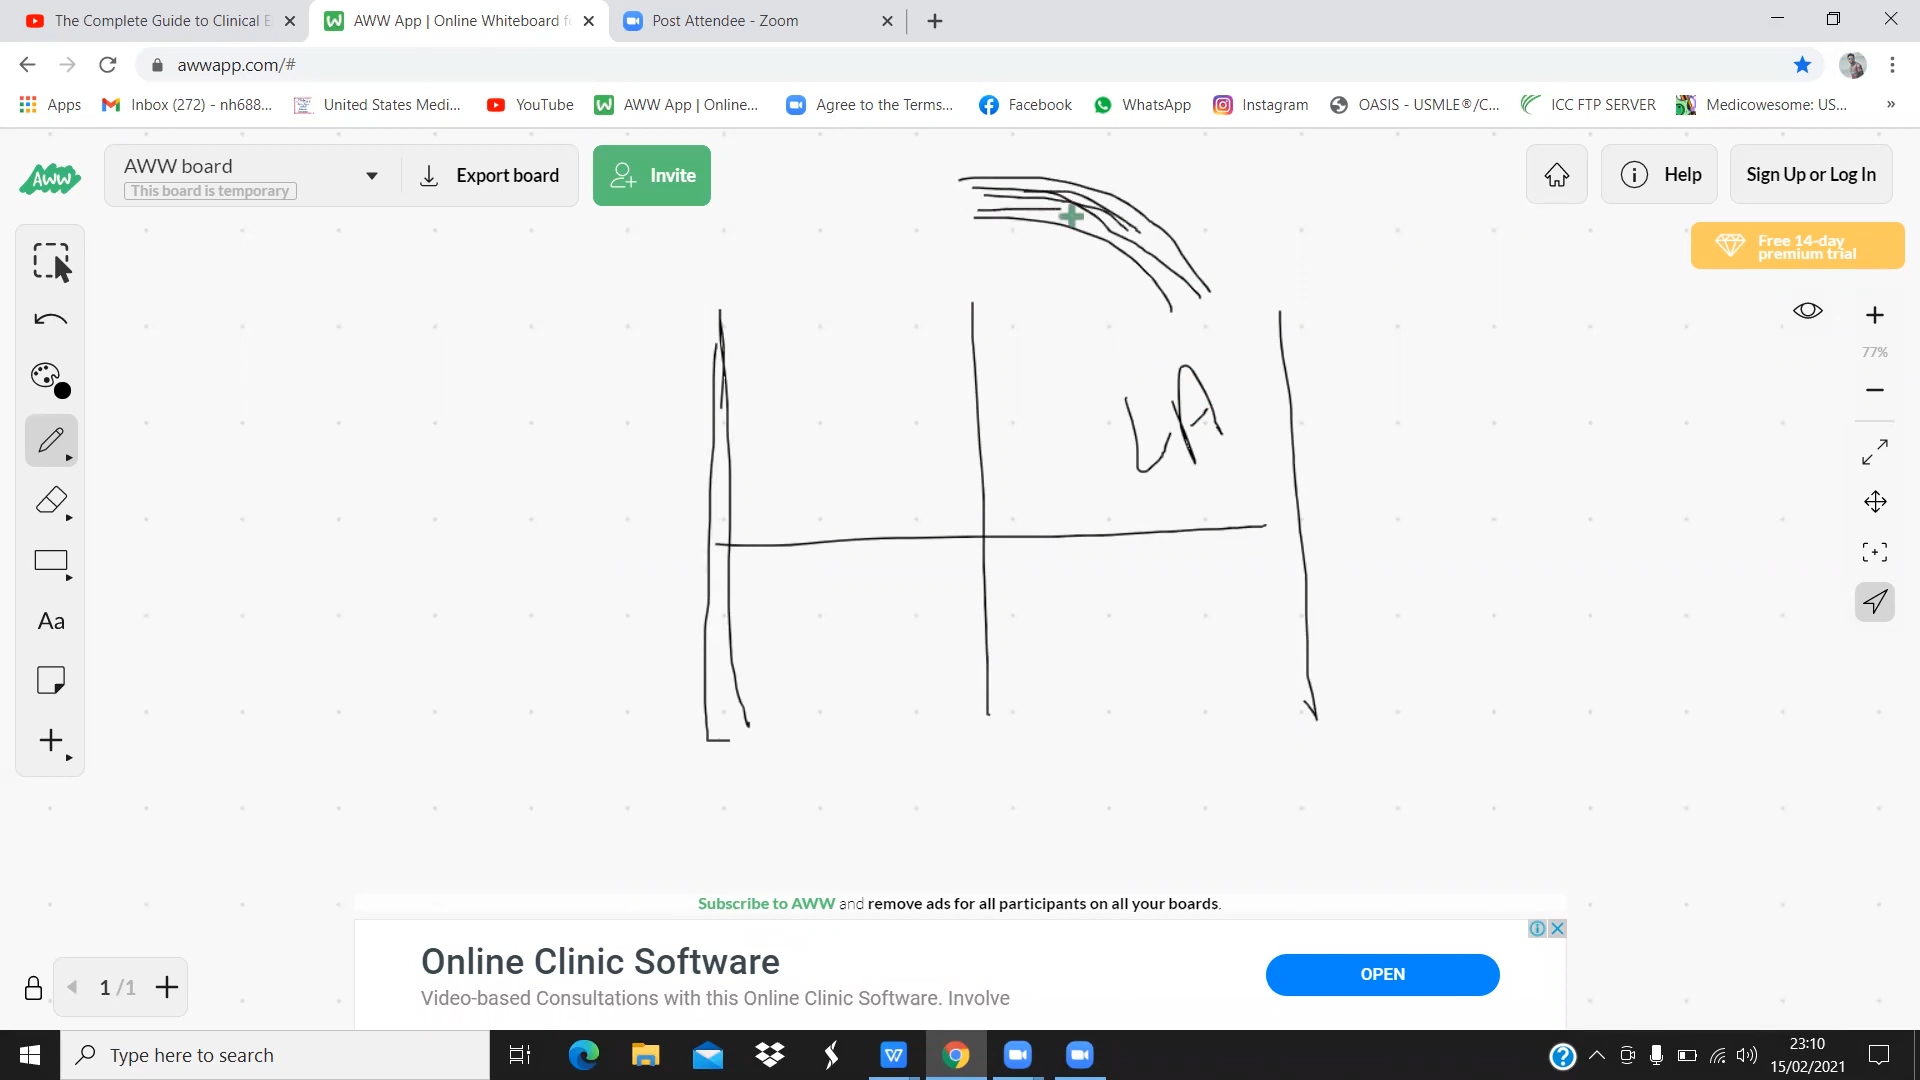 The Complete Guide to Clinical E
AWW App | Online Whiteboard f
Post Attendee - Zoom
awwapp.com/#
Apps
Inbox (272) - nh688...
United States Medi...
YouTube
AWW App | Online...
Agree to the Terms...
Facebook
WhatsApp
Instagram
OASIS - USMLE®/C...
ICC FTP SERVER
Medicowesome: US...
»
AWW
AWW board
This board is temporary
Export board
Invite
Help
Sign Up or Log In
Free 14-day
premium trial
77%
LA
Aa
Subscribe to AWW and remove ads for all participants on all your boards.
Online Clinic Software
Video-based Consultations with this Online Clinic Software. Involve
OPEN
1 /1
Type here to search
23:10
15/02/2021